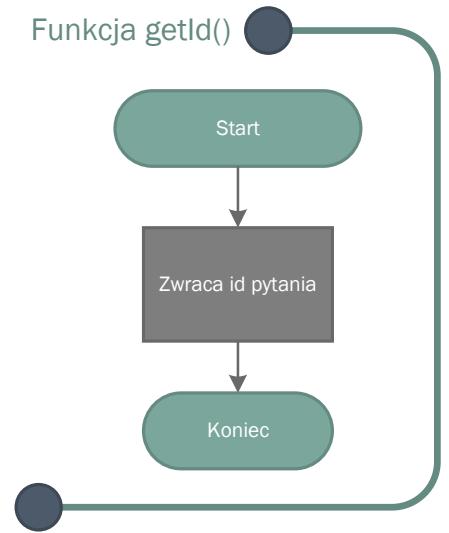 Funkcja getId()
Start
Zwraca id pytania
Koniec